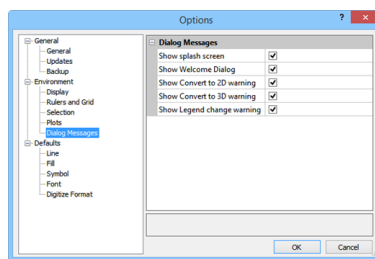 Options
?
×
General
General
Updates
Backup
Environment
Display
Rulers and Grid
Selection
Plots
Dialog Messages
Defaults
Line
Fill
Symbol
Font
Digitize Format
Dialog Messages
Show splash screen
Show Welcome Dialog
Show Convert to 2D warning
Show Convert to 3D warning
Show Legend change warning
OK
Cancel